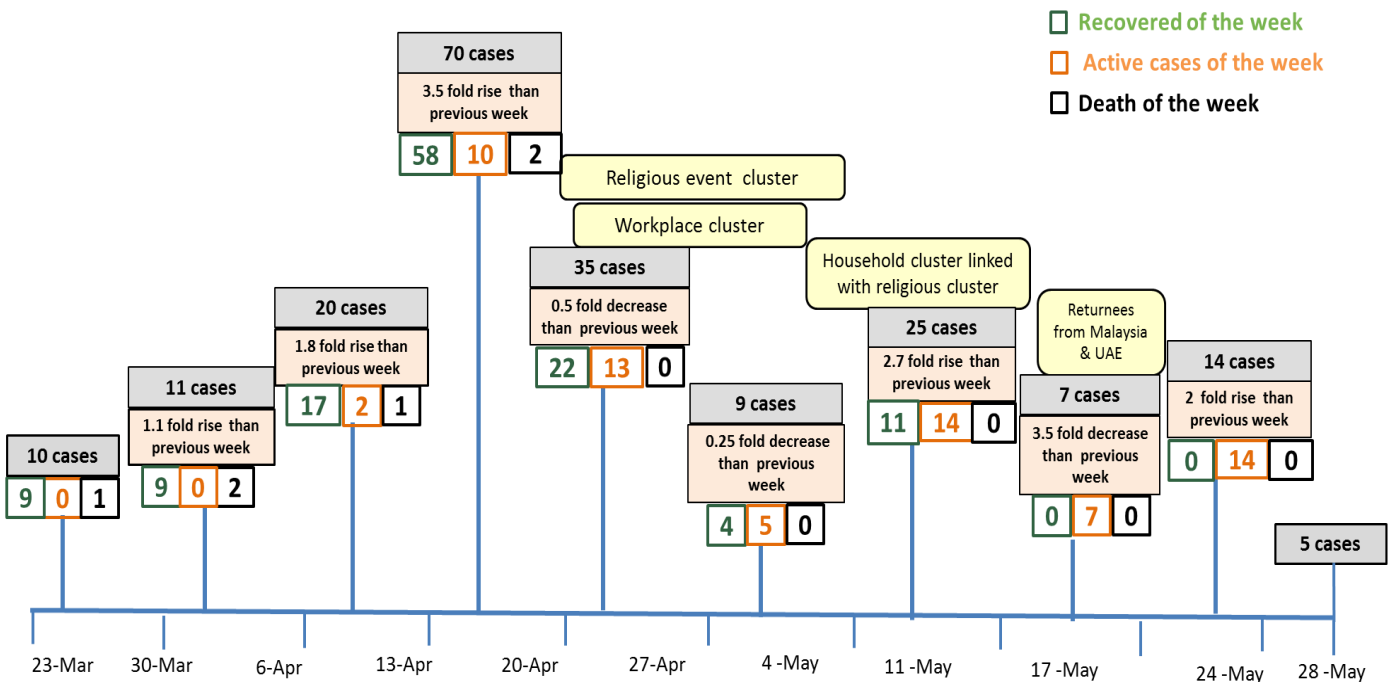 Recovered of the week
Active cases of the week
Death of the week
70 cases
3.5 fold rise than
previous week
58 10 2
Religious event cluster
Workplace cluster
Household cluster linked
with religious cluster
Returnees
from Malaysia
& UAE
10 cases
9 0 1
11 cases
1.1 fold rise than
previous week
9 0 2
20 cases
1.8 fold rise than
previous week
17 2 1
35 cases
0.5 fold decrease
than previous week
22 13 0
9 cases
0.25 fold decrease
than previous
week
4 5 0
25 cases
2.7 fold rise than
previous week
11 14 0
7 cases
3.5 fold decrease
than previous
week
0 7 0
14 cases
2 fold rise than
previous week
0 14 0
5 cases
23-Mar 30-Mar 6-Apr 13-Apr 20-Apr 27-Apr 4 -May 11 -May 17 -May 24 -May 28 -May